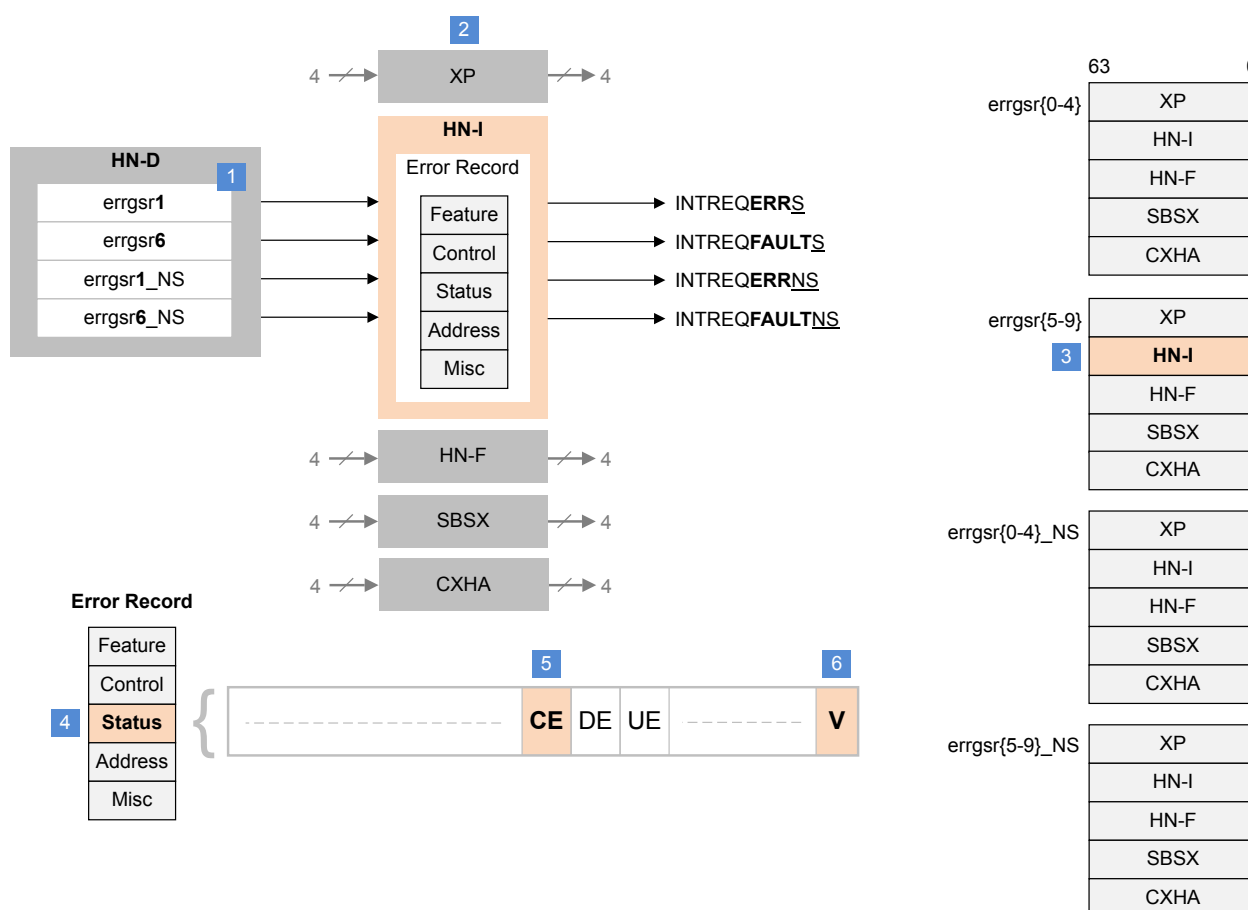 2
4
XP
4
HN-I
HN-D
1
errgsr1
errgsr6
errgsr1_NS
errgsr6_NS
Error Record
Feature
Control
Status
Address
Misc
INTREQERRS
INTREQFAULTS
INTREQERRNS
INTREQFAULTNS
4
HN-F
4
4
SBSX
4
4
CXHA
4
Error Record
Feature
Control
4
Status
Address
Misc
{
5
6
CE
DE
UE
V
63
errgsr{0-4}
XP
HN-I
HN-F
SBSX
CXHA
errgsr{5-9}
XP
3
HN-I
HN-F
SBSX
CXHA
errgsr{0-4}_NS
XP
HN-I
HN-F
SBSX
CXHA
errgsr{5-9}_NS
XP
HN-I
HN-F
SBSX
CXHA